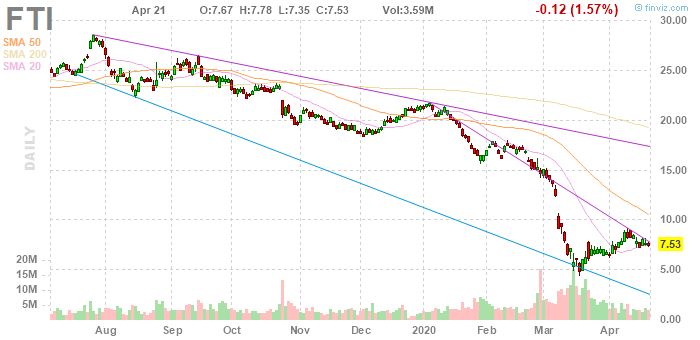 FTI Apr 21 O:7.67 H:7.78 L:7.35 C:7.53 Vol:3.59M -0.12 (1.57%)
© finviz.com
SMA 50
SMA 200
SMA 20
DAILY
30.00
25.00
20.00
15.00
10.00
7.53
5.00
0.00
20M
15M
10M
5M
Aug Sep Oct Nov Dec 2020 Feb Mar Apr